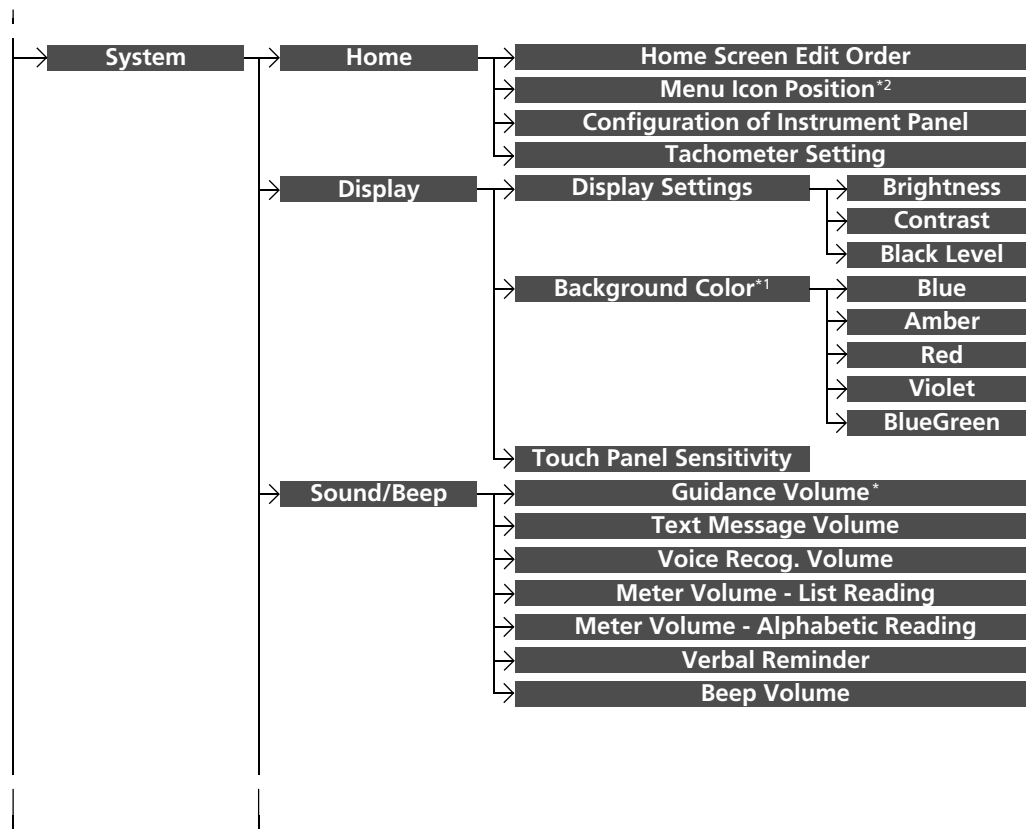 System
Home
Home Screen Edit Order
Menu Icon Position*2
Configuration of Instrument Panel
Tachometer Setting
Display
Display Settings
Brightness
Contrast
Black Level
Background Color*1
Blue
Amber
Red
Violet
BlueGreen
Touch Panel Sensitivity
Sound/Beep
Guidance Volume*
Text Message Volume
Voice Recog. Volume
Meter Volume - List Reading
Meter Volume - Alphabetic Reading
Verbal Reminder
Beep Volume